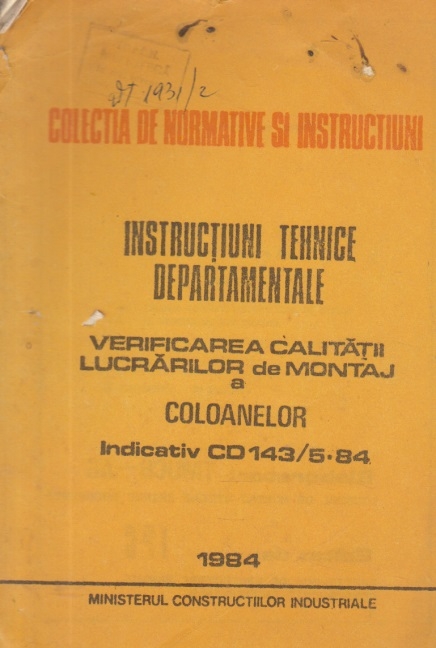 DT 1931/2
COLECTIA DE NORMATIVE SI INSTRUCTIUNI
INSTRUCȚIUNI TEHNICE
DEPARTAMENTALE
VERIFICAREA CALITĂȚII
LUCRĂRILOR de MONTAJ
a
COLOANELOR
Indicativ CD 143/5-84
1984
MINISTERUL CONSTRUCTIILOR INDUSTRIALE